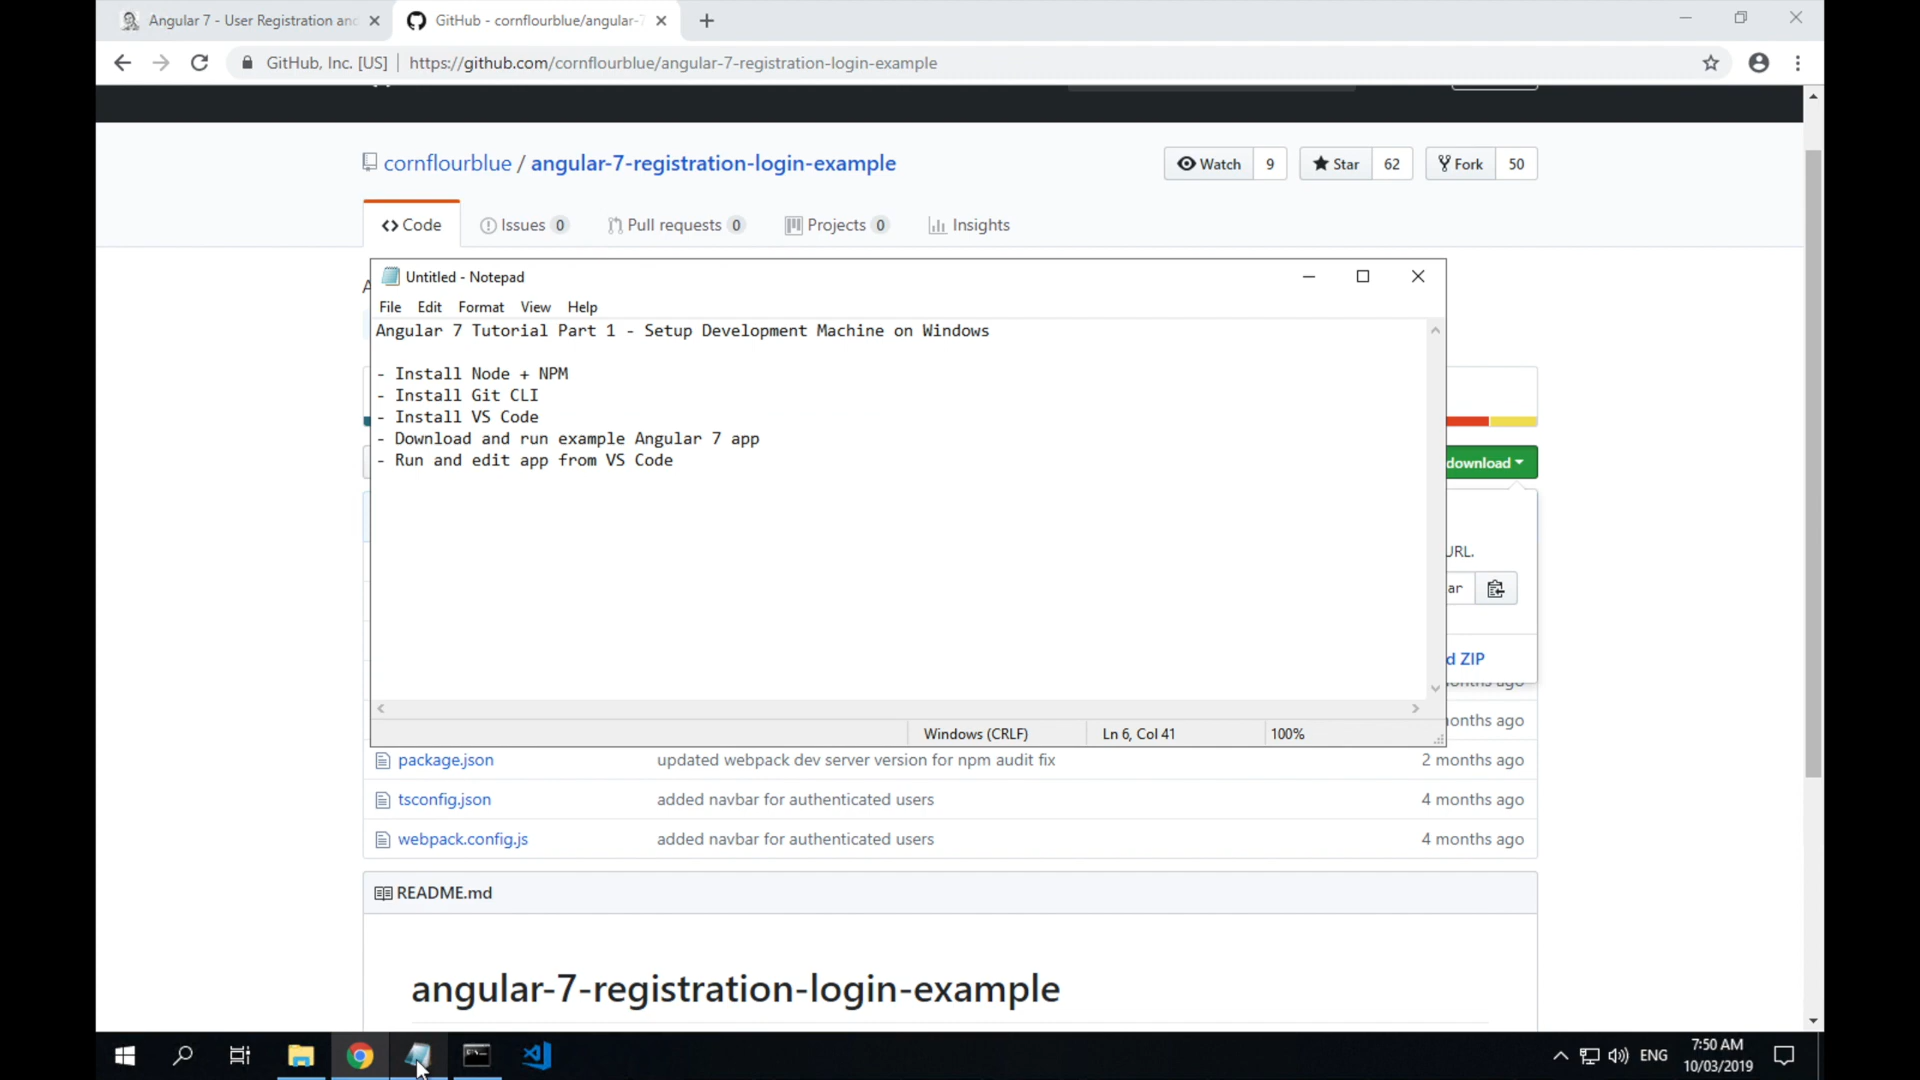 Angular 7 - User Registration and
GitHub - cornflourblue/angular-7
GitHub, Inc. [US]
https://github.com/cornflourblue/angular-7-registration-login-example
cornflourblue / angular-7-registration-login-example
Watch 9
Star 62
Fork 50
Code
Issues 0
Pull requests 0
Projects 0
Insights
Untitled - Notepad
File Edit Format View Help
Angular 7 Tutorial Part 1 - Setup Development Machine on Windows
- Install Node + NPM
- Install Git CLI
- Install VS Code
- Download and run example Angular 7 app
- Run and edit app from VS Code
download
URL.
ar
d ZIP
months ago
months ago
Windows (CRLF) Ln 6, Col 41 100%
package.json updated webpack dev server version for npm audit fix 2 months ago
tsconfig.json added navbar for authenticated users 4 months ago
webpack.config.js added navbar for authenticated users 4 months ago
README.md
angular-7-registration-login-example
ENG
7:50 AM
10/03/2019